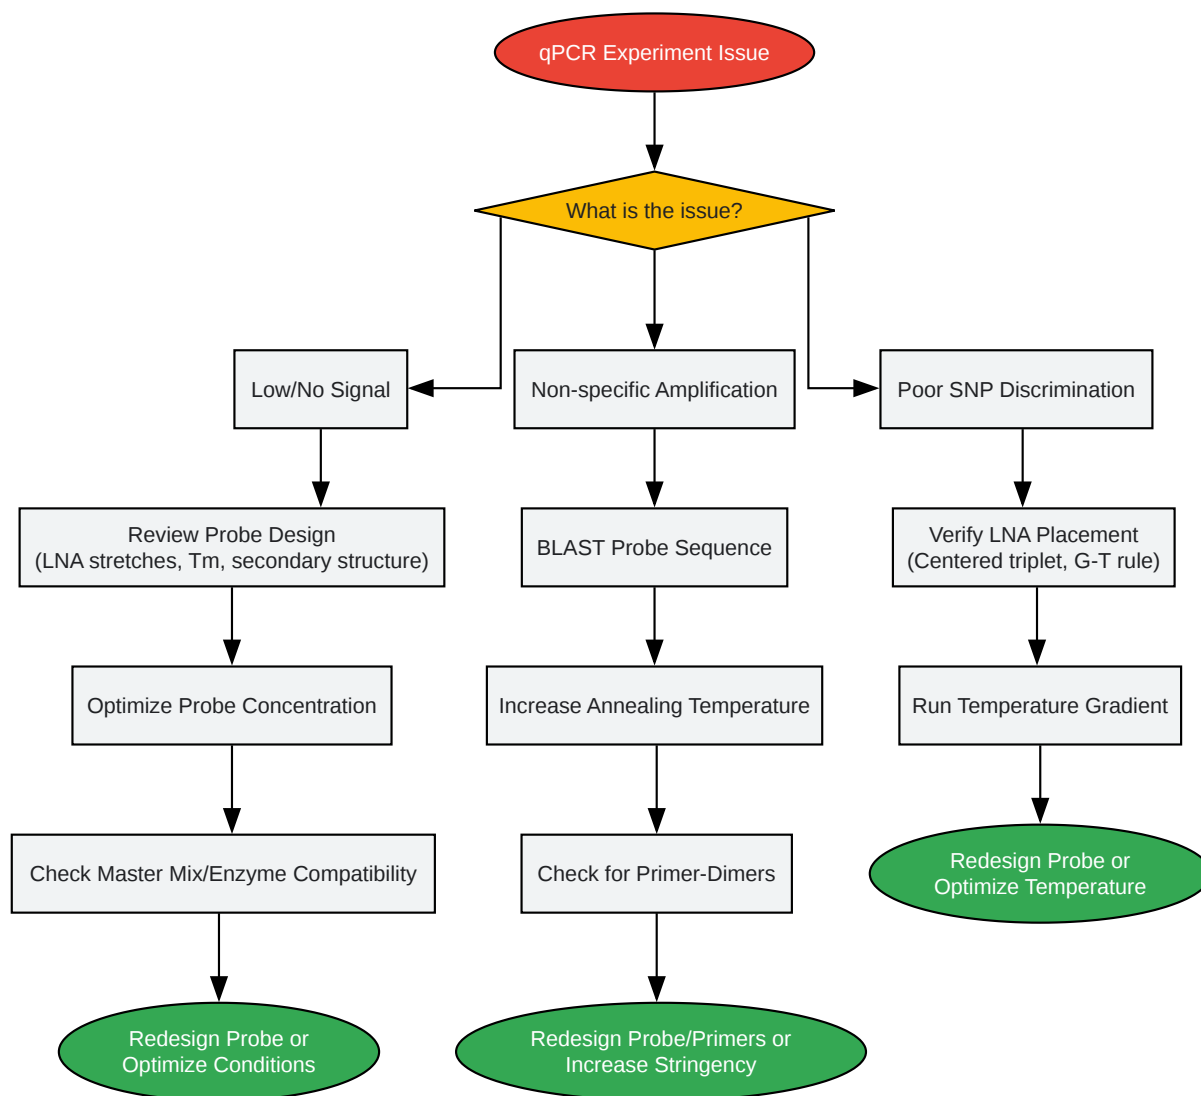 qPCR Experiment Issue
What is the issue?
Low/No Signal
Non-specific Amplification
Poor SNP Discrimination
Review Probe Design
(LNA stretches, Tm, secondary structure)
BLAST Probe Sequence
Verify LNA Placement
(Centered triplet, G-T rule)
Optimize Probe Concentration
Increase Annealing Temperature
Run Temperature Gradient
Check Master Mix/Enzyme Compatibility
Check for Primer-Dimers
Redesign Probe or
Optimize Temperature
Redesign Probe or
Optimize Conditions
Redesign Probe/Primers or
Increase Stringency